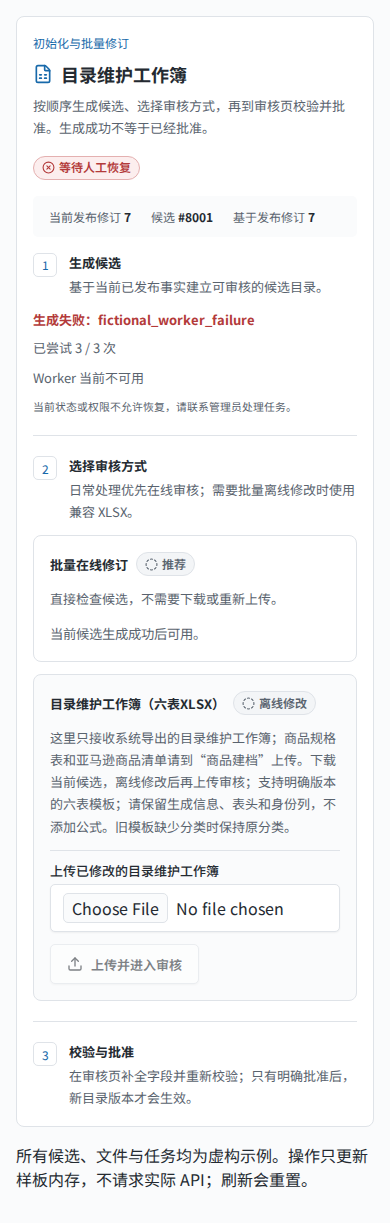 初始化与批量修订
目录维护工作簿
按顺序生成候选、选择审核方式，再到审核页校验并批
准。生成成功不等于已经批准。
等待人工恢复
当前发布修订 7 候选 #8001 基于发布修订 7
1 生成候选
基于当前已发布事实建立可审核的候选目录。
生成失败：fictional_worker_failure
已尝试 3 / 3 次
Worker 当前不可用
当前状态或权限不允许恢复，请联系管理员处理任务。
2 选择审核方式
日常处理优先在线审核；需要批量离线修改时使用
兼容 XLSX。
批量在线修订 推荐
直接检查候选，不需要下载或重新上传。
当前候选生成成功后可用。
目录维护工作簿（六表XLSX） 离线修改
这里只接收系统导出的目录维护工作簿；商品规格
表和亚马逊商品清单请到“商品建档”上传。下载
当前候选，离线修改后再上传审核；支持明确版本
的六表模板；请保留生成信息、表头和身份列，不
添加公式。旧模板缺少分类时保持原分类。
上传已修改的目录维护工作簿
Choose File No file chosen
上传并进入审核
3 校验与批准
在审核页补全字段并重新校验；只有明确批准后，
新目录版本才会生效。
所有候选、文件与任务均为虚构示例。操作只更新
样板内存，不请求实际 API；刷新会重置。